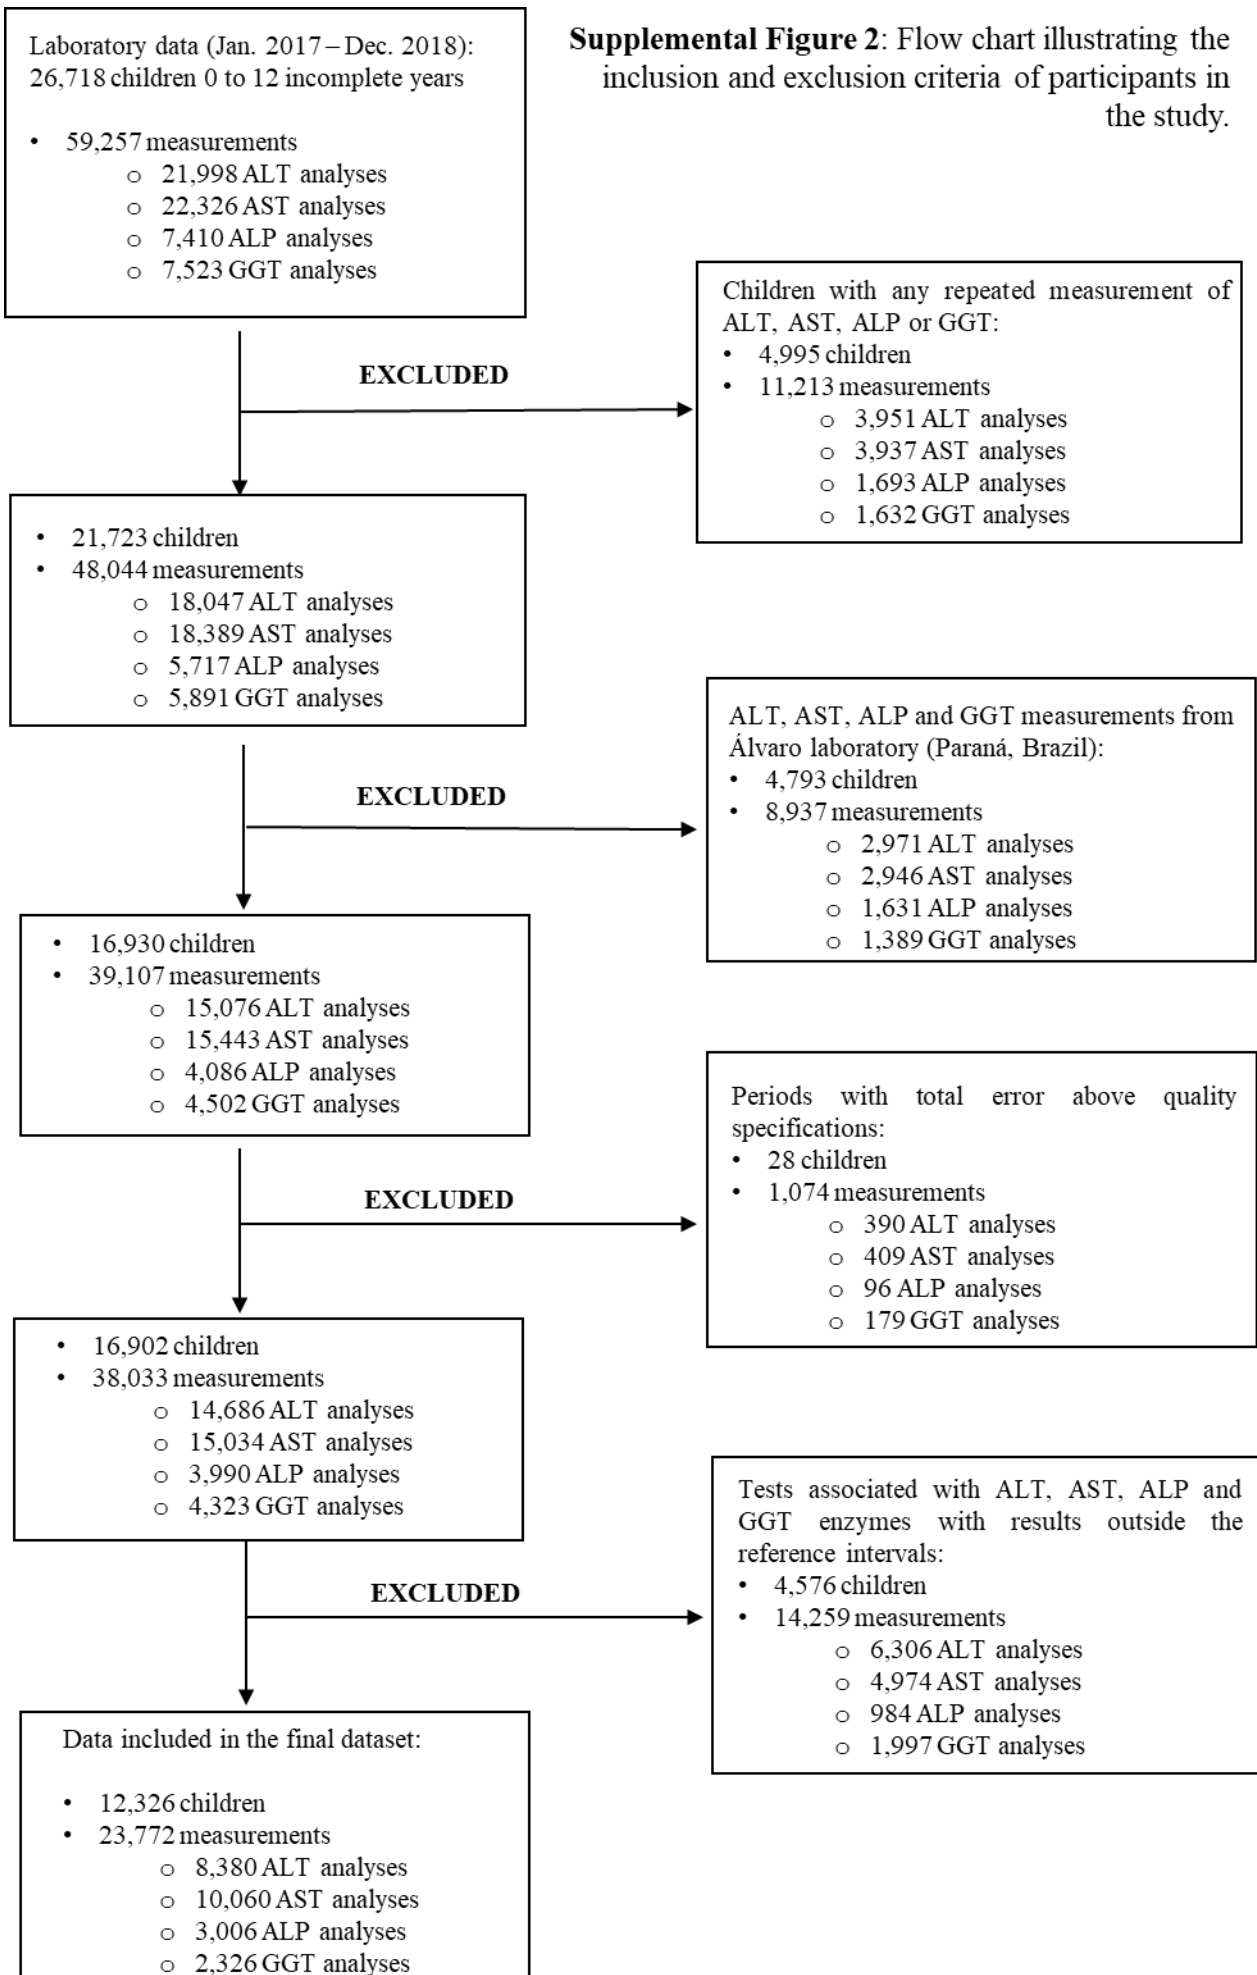 Supplemental Figure 2: Flow chart illustrating the
inclusion and exclusion criteria of participants in
the study.
Laboratory data (Jan. 2017 – Dec. 2018):
26,718 children 0 to 12 incomplete years
• 59,257 measurements
o 21,998 ALT analyses
o 22,326 AST analyses
o 7,410 ALP analyses
o 7,523 GGT analyses
EXCLUDED
Children with any repeated measurement of
ALT, AST, ALP or GGT:
• 4,995 children
• 11,213 measurements
o 3,951 ALT analyses
o 3,937 AST analyses
o 1,693 ALP analyses
o 1,632 GGT analyses
• 21,723 children
• 48,044 measurements
o 18,047 ALT analyses
o 18,389 AST analyses
o 5,717 ALP analyses
o 5,891 GGT analyses
EXCLUDED
ALT, AST, ALP and GGT measurements from
Álvaro laboratory (Paraná, Brazil):
• 4,793 children
• 8,937 measurements
o 2,971 ALT analyses
o 2,946 AST analyses
o 1,631 ALP analyses
o 1,389 GGT analyses
• 16,930 children
• 39,107 measurements
o 15,076 ALT analyses
o 15,443 AST analyses
o 4,086 ALP analyses
o 4,502 GGT analyses
EXCLUDED
Periods with total error above quality
specifications:
• 28 children
• 1,074 measurements
o 390 ALT analyses
o 409 AST analyses
o 96 ALP analyses
o 179 GGT analyses
• 16,902 children
• 38,033 measurements
o 14,686 ALT analyses
o 15,034 AST analyses
o 3,990 ALP analyses
o 4,323 GGT analyses
EXCLUDED
Tests associated with ALT, AST, ALP and
GGT enzymes with results outside the
reference intervals:
• 4,576 children
• 14,259 measurements
o 6,306 ALT analyses
o 4,974 AST analyses
o 984 ALP analyses
o 1,997 GGT analyses
Data included in the final dataset:
• 12,326 children
• 23,772 measurements
o 8,380 ALT analyses
o 10,060 AST analyses
o 3,006 ALP analyses
o 2,326 GGT analyses